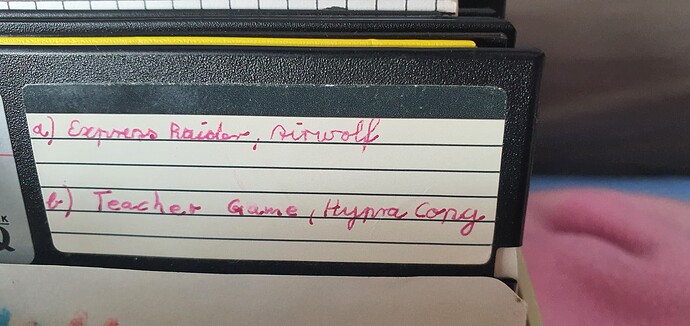 a) Express Raider, Airwolf
b) Teacher Game, Hypra Cong